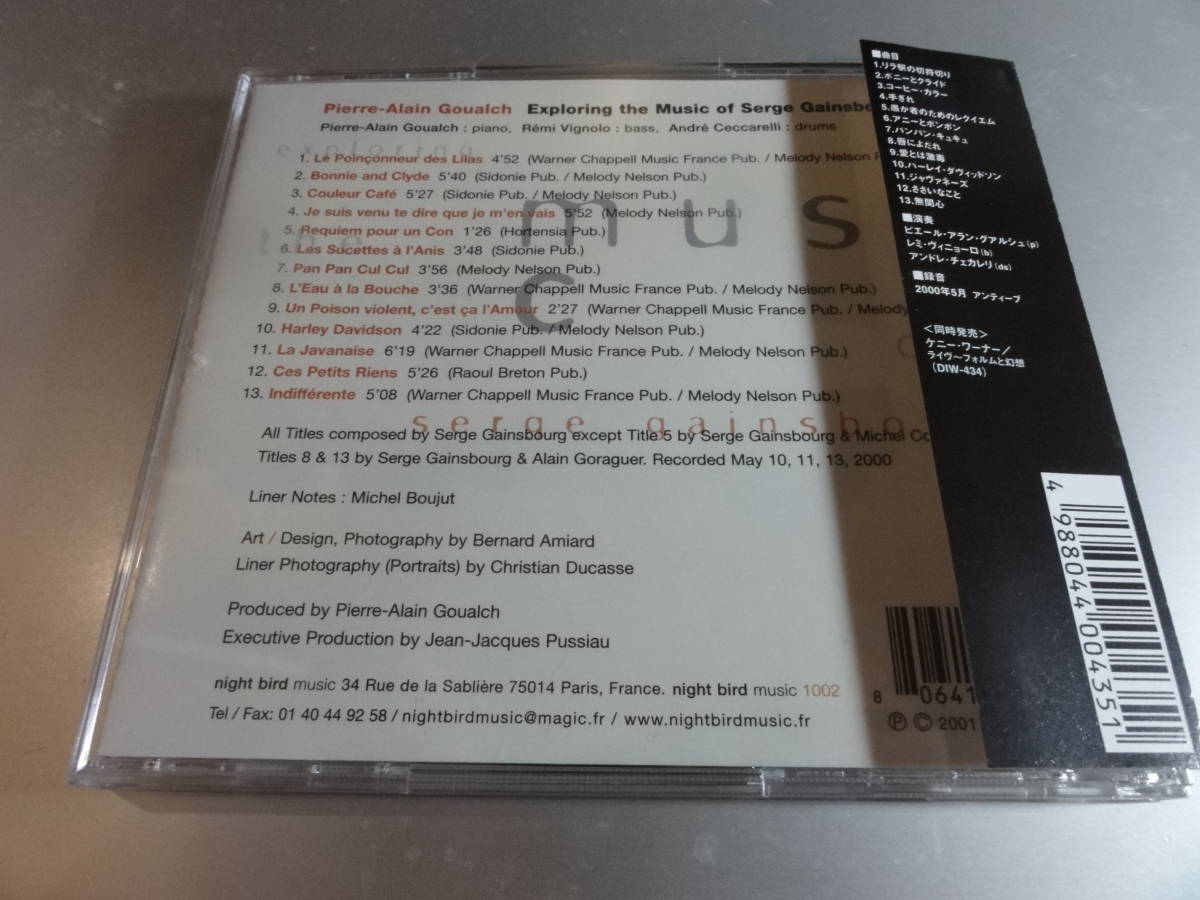 Pierre-Alain Goualch Exploring the Music of Serge Gainsbo
Pierre-Alain Goualch : piano, Rémi Vignolo : bass, André Ceccarelli : drums
exploring
1. Le Poinçonneur des Lilas 4'52 (Warner Chappell Music France Pub. / Melody Nelson P
2. Bonnie and Clyde 5'40 (Sidonie Pub. / Melody Nelson Pub.)
3. Couleur Café 5'27 (Sidonie Pub. / Melody Nelson Pub.)
4. Je suis venu te dire que je m'en vais 5'52 (Melody Nelson Pub.)
5. Requiem pour un Con 1'26 (Hortensia Pub.)
the
mus
6. Les Sucettes à l'Anis 3'48 (Sidonie Pub.)
7. Pan Pan Cul Cul 3'56 (Melody Nelson Pub.)
8. L'Eau à la Bouche 3'36 (Warner Chappell Music France Pub. / Melody Nelson Pub.)
c
9. Un Poison violent, c'est ça l'Amour 2'27 (Warner Chappell Music France Pub. / Melody Nelson
10. Harley Davidson 4'22 (Sidonie Pub. / Melody Nelson Pub.)
11. La Javanaise 6'19 (Warner Chappell Music France Pub. / Melody Nelson Pub.)
12. Ces Petits Riens 5'26 (Raoul Breton Pub.)
13. Indifférente 5'08 (Warner Chappell Music France Pub. / Melody Nelson Pub.)
serge gainsbo
All Titles composed by Serge Gainsbourg except Title 5 by Serge Gainsbourg & Michel Co
Titles 8 & 13 by Serge Gainsbourg & Alain Goraguer. Recorded May 10, 11, 13, 2000
Liner Notes : Michel Boujut
Art / Design, Photography by Bernard Amiard
Liner Photography (Portraits) by Christian Ducasse
Produced by Pierre-Alain Goualch
Executive Production by Jean-Jacques Pussiau
night bird music 34 Rue de la Sablière 75014 Paris, France. night bird music 1002
Tel / Fax: 01 40 44 92 58 / nightbirdmusic@magic.fr / www.nightbirdmusic.fr
8 0641
Ⓟ © 2001
■曲目
1.リラ駅の切符切り
2.ボニーとクライド
3.コーヒー・カラー
4.手ぎれ
5.愚か者のためのレクイエム
6.アニーとボンボン
7.パンパン・キュキュ
8.唇によだれ
9.愛とは激毒
10.ハーレイ・ダヴィッドソン
11.ジャヴァネーズ
12.ささいなこと
13.無関心
■演奏
ピエール・アラン・グアルシュ(p)
レミ・ヴィニョーロ(b)
アンドレ・チェカレリ(ds)
■録音
2000年5月 アンティーブ
<同時発売>
ケニー・ワーナー/
ライヴ~フォルムと幻想
(DIW-434)
4 988044 004351